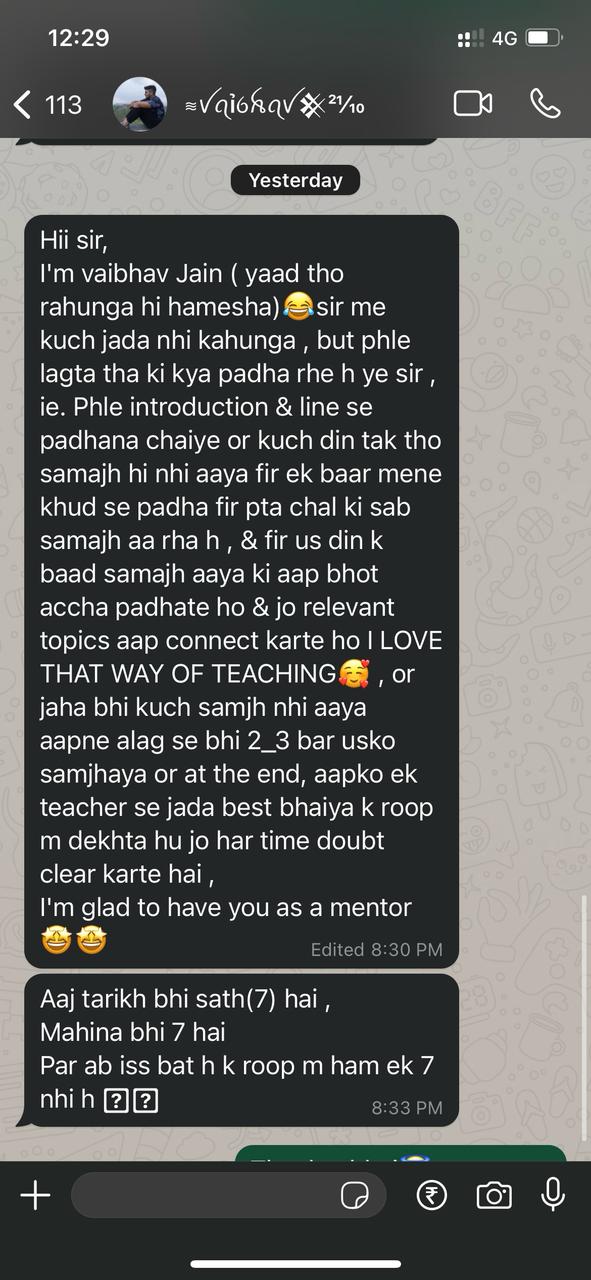 12:29
4G
113
≋Vaibhav 21/10
Yesterday
Hii sir,
I'm vaibhav Jain ( yaad tho
rahunga hi hamesha)😂sir me
kuch jada nhi kahunga , but phle
lagta tha ki kya padha rhe h ye sir ,
ie. Phle introduction & line se
padhana chaiye or kuch din tak tho
samajh hi nhi aaya fir ek baar mene
khud se padha fir pta chal ki sab
samajh aa rha h , & fir us din k
baad samajh aaya ki aap bhot
accha padhate ho & jo relevant
topics aap connect karte ho I LOVE
THAT WAY OF TEACHING🥰 , or
jaha bhi kuch samjh nhi aaya
aapne alag se bhi 2_3 bar usko
samjhaya or at the end, aapko ek
teacher se jada best bhaiya k roop
m dekhta hu jo har time doubt
clear karte hai ,
I'm glad to have you as a mentor
🤩🤩
Edited 8:30 PM
Aaj tarikh bhi sath(7) hai ,
Mahina bhi 7 hai
Par ab iss bat h k roop m ham ek 7
nhi h ⍰⍰
8:33 PM